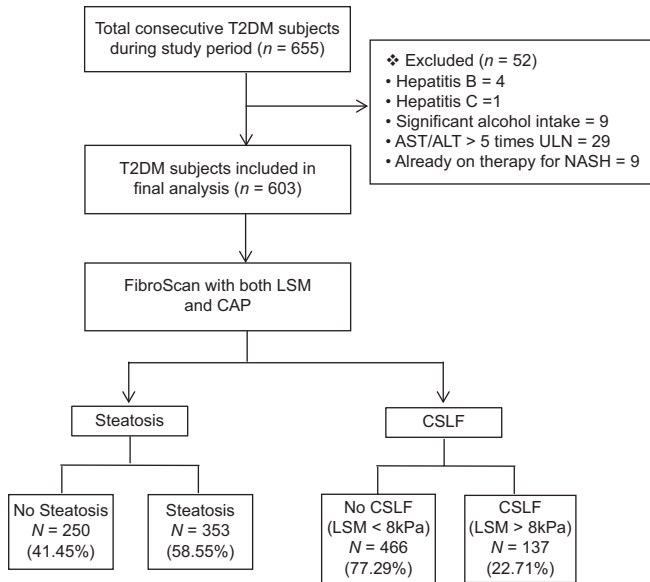 Total consecutive T2DM subjects
during study period (n = 655)
❖ Excluded (n = 52)
• Hepatitis B = 4
• Hepatitis C =1
• Significant alcohol intake = 9
• AST/ALT > 5 times ULN = 29
• Already on therapy for NASH = 9
T2DM subjects included in
final analysis (n = 603)
FibroScan with both LSM
and CAP
Steatosis
CSLF
No Steatosis
N = 250
(41.45%)
Steatosis
N = 353
(58.55%)
No CSLF
(LSM < 8kPa)
N = 466
(77.29%)
CSLF
(LSM > 8kPa)
N = 137
(22.71%)